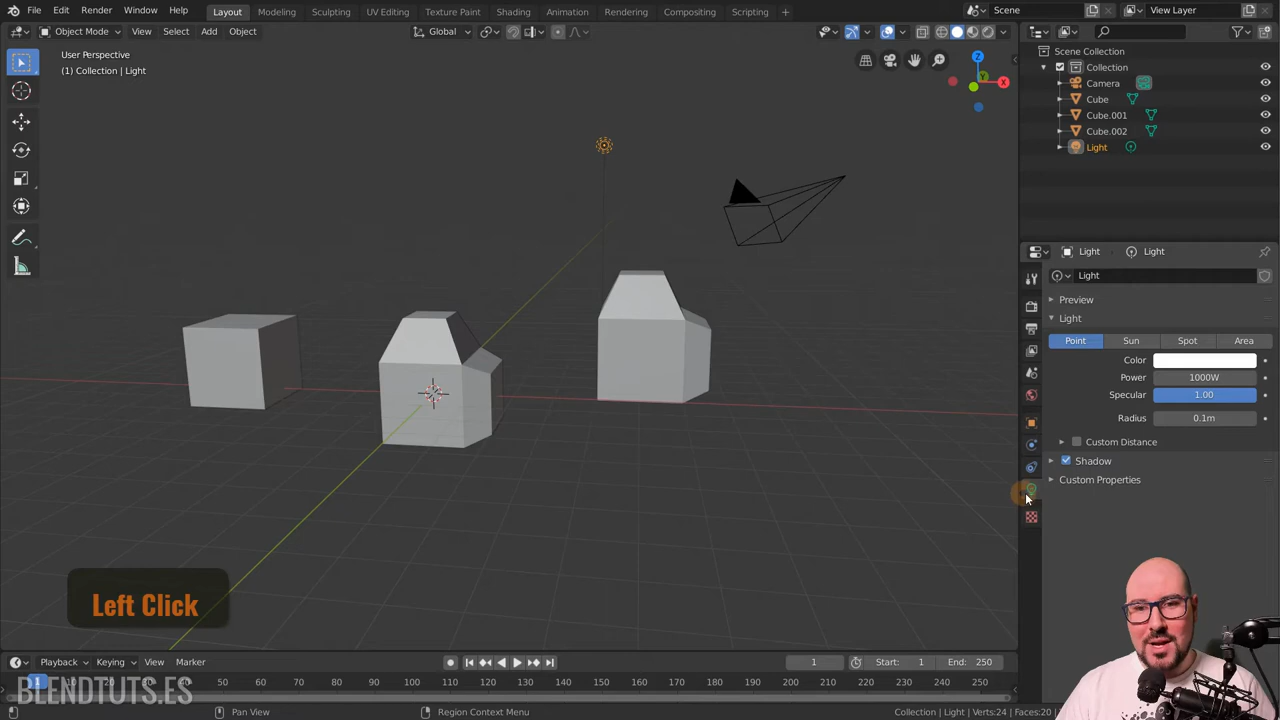 File Edit Render Window Help Layout Modeling Sculpting UV Editing Texture Paint Shading Animation Rendering Compositing Scripting + Scene View Layer
Object Mode View Select Add Object Global
User Perspective
(1) Collection | Light
Z
Y
X
Scene Collection
Collection
Camera
Cube
Cube.001
Cube.002
Light
Light Light
Light
Preview
Light
Point Sun Spot Area
Color
Power 1000W
Specular 1.00
Radius 0.1m
Custom Distance
Shadow
Custom Properties
Left Click
Playback Keying View Marker 1 Start: 1 End: 250
1 10 20 30 40 50 60 70 80 90 100 110 120 130 140 150 160 170 180 190 200 210 220 230 240 250
BLENDTUTS.ES
Pan View Region Context Menu Collection | Light | Verts:24 | Faces:20 |